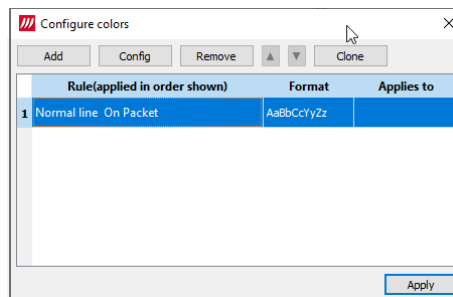 Configure colors
Add Config Remove Clone
Rule(applied in order shown) Format Applies to
1 Normal line On Packet AaBbCcYyZz
Apply